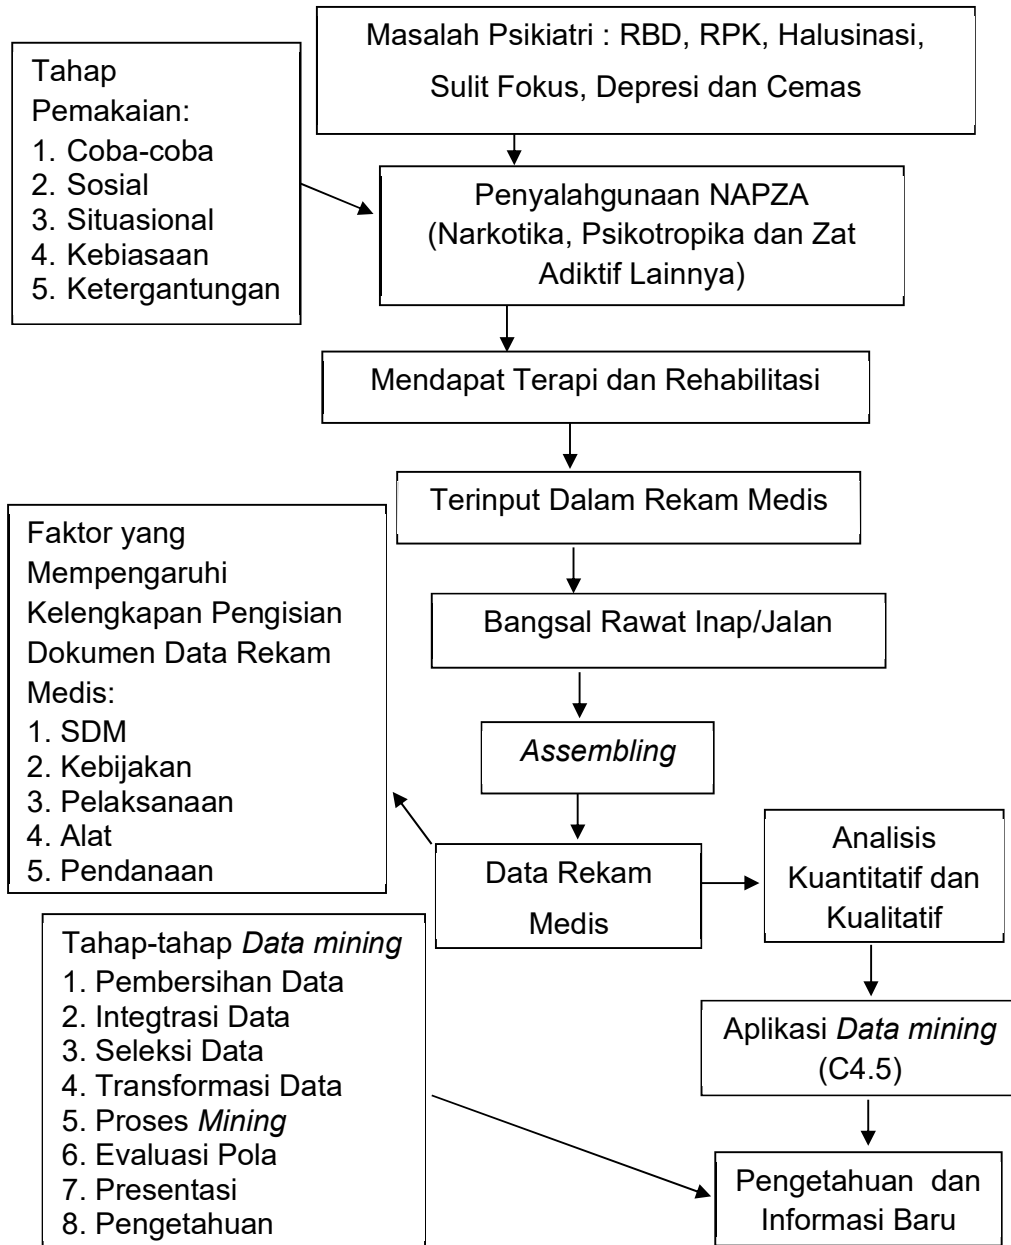 Masalah Psikiatri : RBD, RPK, Halusinasi,
Sulit Fokus, Depresi dan Cemas
Tahap
Pemakaian:
1. Coba-coba
2. Sosial
3. Situasional
4. Kebiasaan
5. Ketergantungan
Penyalahgunaan NAPZA
(Narkotika, Psikotropika dan Zat
Adiktif Lainnya)
Mendapat Terapi dan Rehabilitasi
Terinput Dalam Rekam Medis
Bangsal Rawat Inap/Jalan
Assembling
Faktor yang
Mempengaruhi
Kelengkapan Pengisian
Dokumen Data Rekam
Medis:
1. SDM
2. Kebijakan
3. Pelaksanaan
4. Alat
5. Pendanaan
Data Rekam
Medis
Analisis
Kuantitatif dan
Kualitatif
Tahap-tahap Data mining
1. Pembersihan Data
2. Integtrasi Data
3. Seleksi Data
4. Transformasi Data
5. Proses Mining
6. Evaluasi Pola
7. Presentasi
8. Pengetahuan
Aplikasi Data mining
(C4.5)
Pengetahuan dan
Informasi Baru